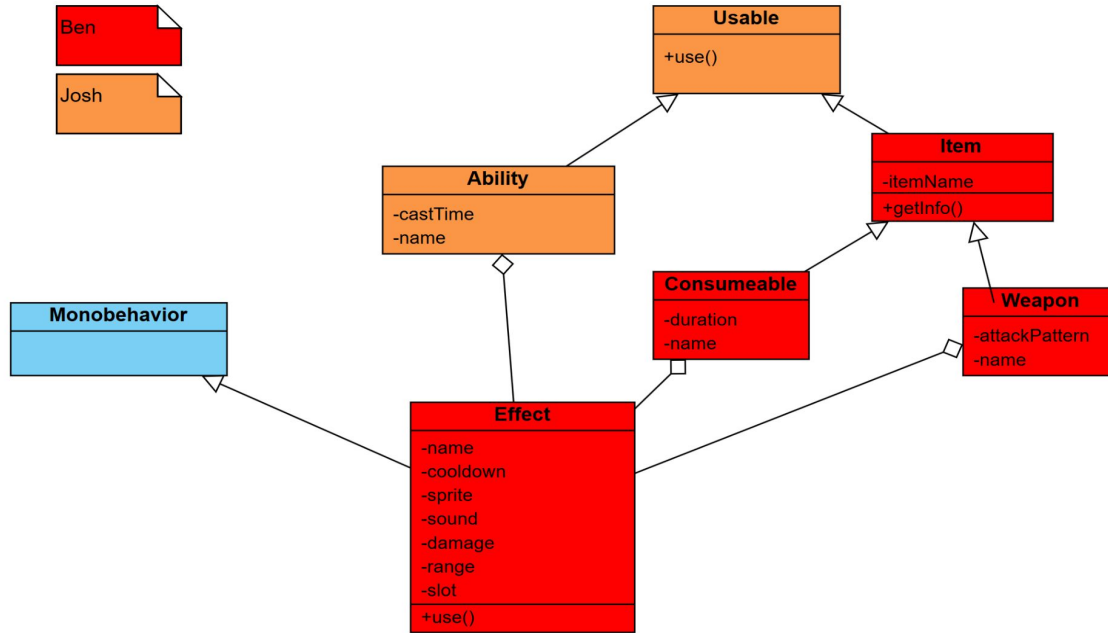 Ben
Josh
Usable
+use()
Ability
-castTime
-name
Item
-itemName
+getInfo()
Consumeable
-duration
-name
Weapon
-attackPattern
-name
Monobehavior
Effect
-name
-cooldown
-sprite
-sound
-damage
-range
-slot
+use()